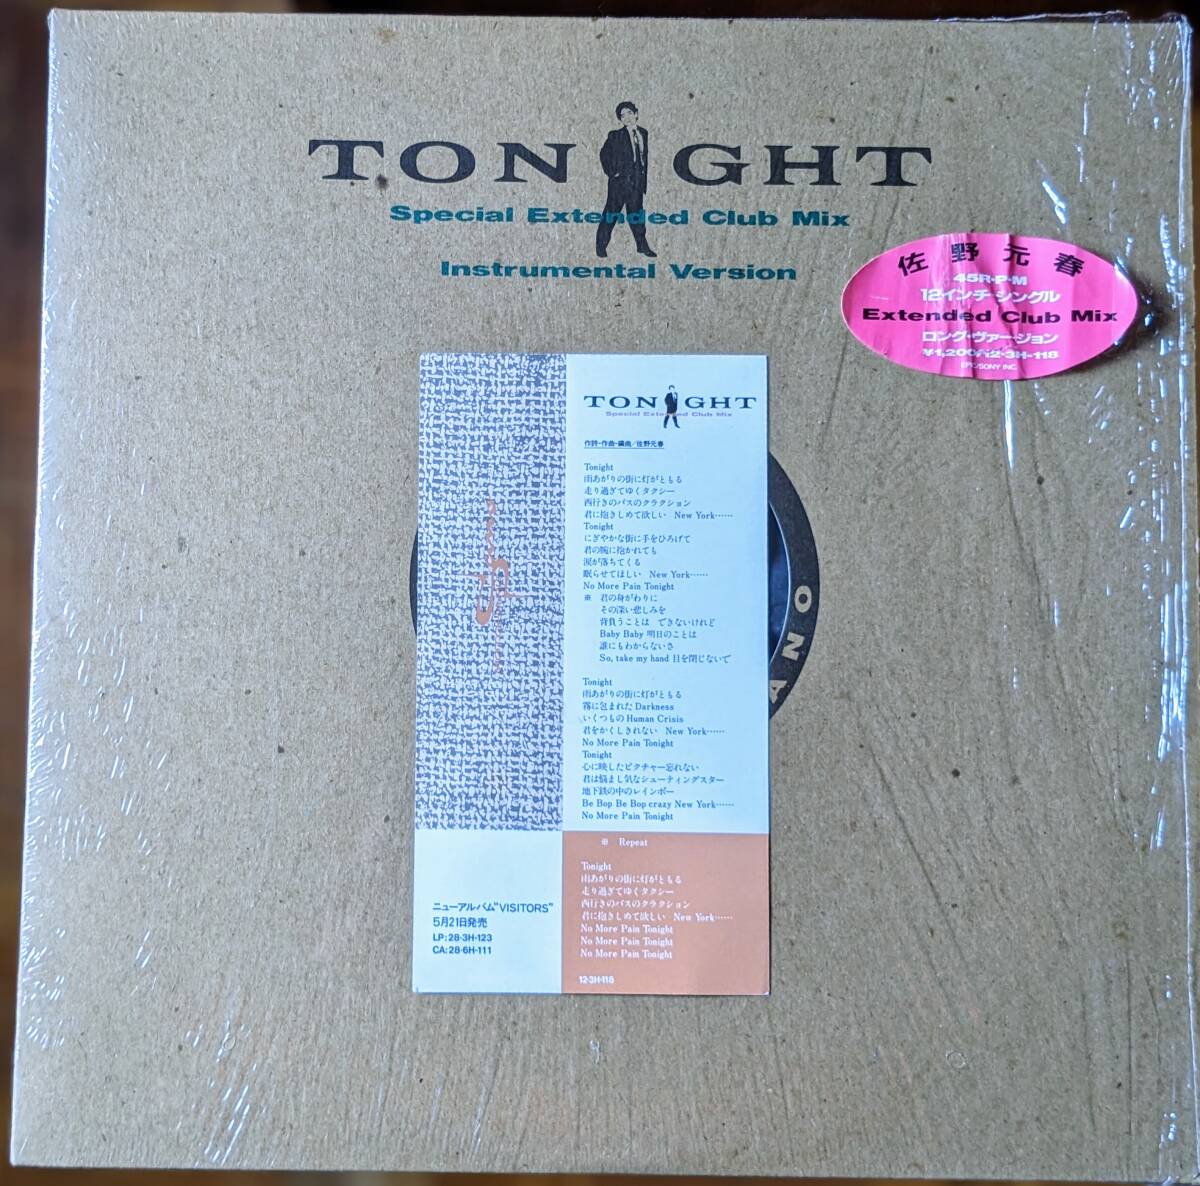 TONIGHT
Special Extended Club Mix
Instrumental Version
佐野元春
45R・P・M
12インチ・シングル
Extended Club Mix
ロング・ヴァージョン
¥1,200 12・3H-118
EPIC/SONY INC.
TONIGHT
Special Extended Club Mix
作詩・作曲・編曲/佐野元春
Tonight
雨あがりの街に灯がともる
走り過ぎてゆくタクシー
西行きのバスのクラクション
君に抱きしめて欲しい New York……
Tonight
にぎやかな街に手をひろげて
君の腕に抱かれても
涙が落ちてくる
眠らせてほしい New York……
No More Pain Tonight
※ 君の身がわりに
その深い悲しみを
背負うことは できないけれど
Baby Baby 明日のことは
誰にもわからないさ
So, take my hand 目を閉じないで
Tonight
雨あがりの街に灯がともる
霧に包まれた Darkness
いくつもの Human Crisis
君をかくしきれない New York……
No More Pain Tonight
Tonight
心に映したピクチャー忘れない
君は悩まし気なシューティングスター
地下鉄の中のレインボー
Be Bop Be Bop crazy New York……
No More Pain Tonight
※ Repeat
Tonight
雨あがりの街に灯がともる
走り過ぎてゆくタクシー
西行きのバスのクラクション
君に抱きしめて欲しい New York……
No More Pain Tonight
No More Pain Tonight
No More Pain Tonight
12・3H-118
ニューアルバム"VISITORS"
5月21日発売
LP:28・3H-123
CA:28・6H-111
ANO